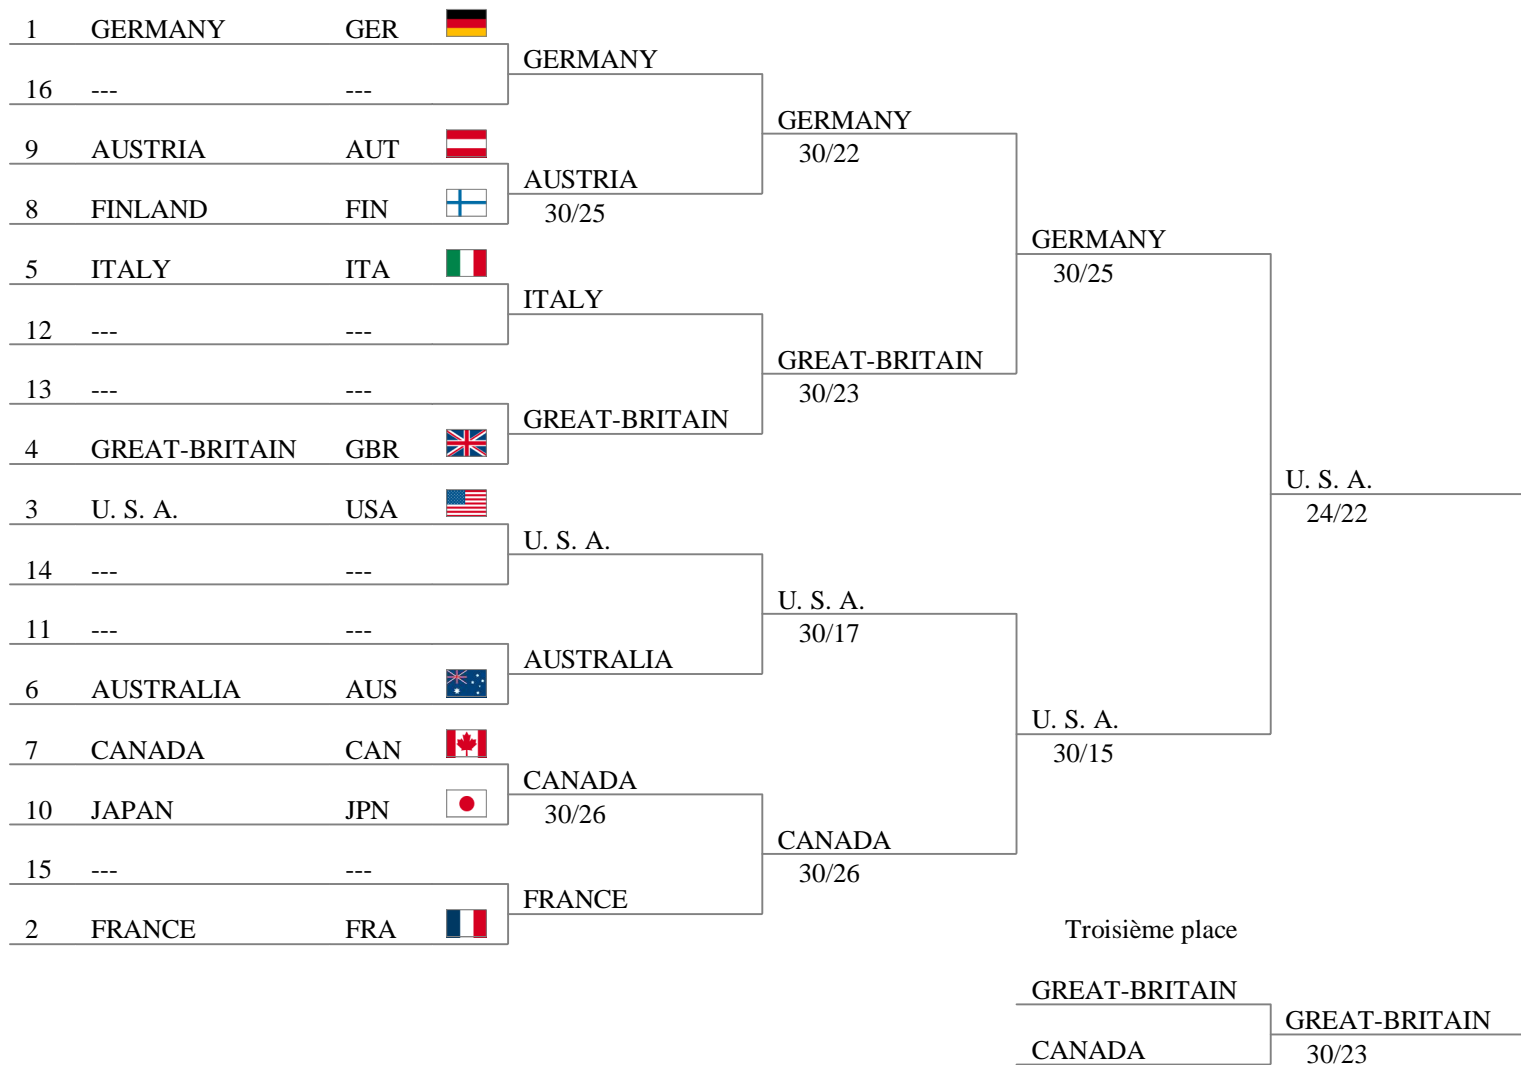 1 GERMANY GER
GERMANY
16 --- ---
GERMANY
30/22
9 AUSTRIA AUT
AUSTRIA
30/25
8 FINLAND FIN
GERMANY
30/25
5 ITALY ITA
ITALY
12 --- ---
GREAT-BRITAIN
30/23
13 --- ---
GREAT-BRITAIN
4 GREAT-BRITAIN GBR
U. S. A.
24/22
3 U. S. A. USA
U. S. A.
14 --- ---
U. S. A.
30/17
11 --- ---
AUSTRALIA
6 AUSTRALIA AUS
U. S. A.
30/15
7 CANADA CAN
CANADA
30/26
10 JAPAN JPN
CANADA
30/26
15 --- ---
FRANCE
2 FRANCE FRA
Troisième place
GREAT-BRITAIN
GREAT-BRITAIN
30/23
CANADA